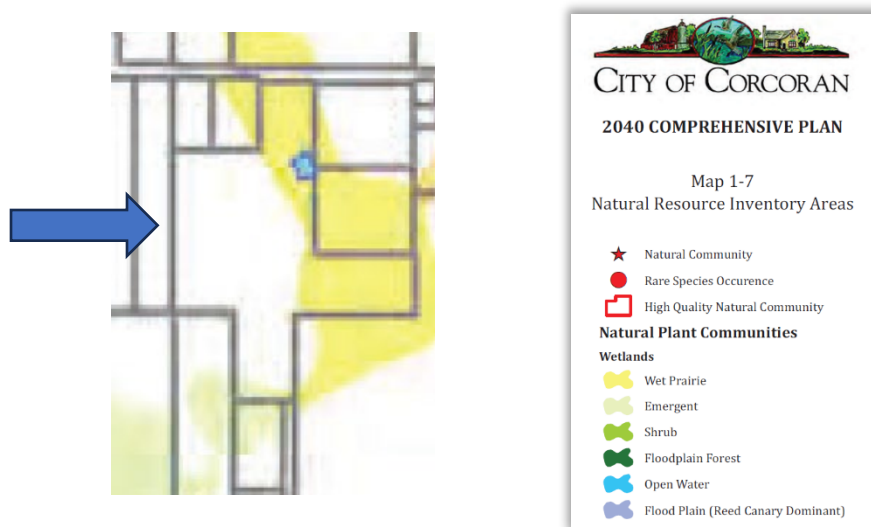 CITY OF CORCORAN
2040 COMPREHENSIVE PLAN
Map 1-7
Natural Resource Inventory Areas
Natural Community
Rare Species Occurence
High Quality Natural Community
Natural Plant Communities
Wetlands
Wet Prairie
Emergent
Shrub
Floodplain Forest
Open Water
Flood Plain (Reed Canary Dominant)